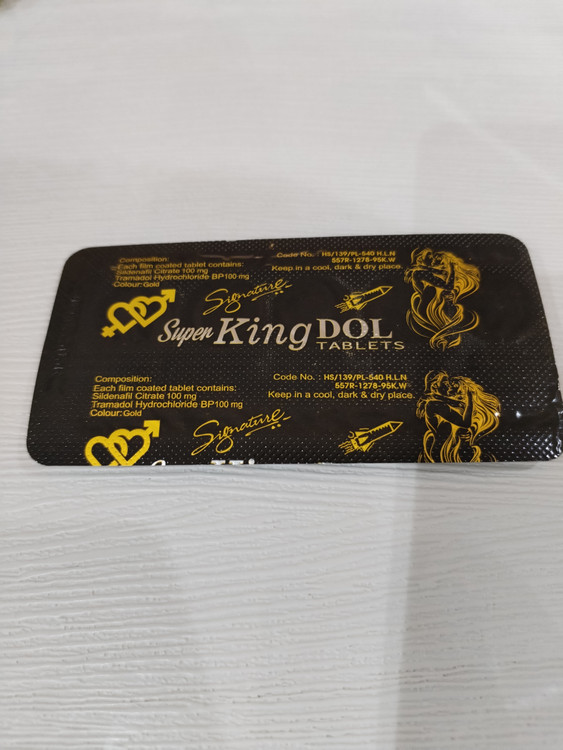 Composition:
Each film coated tablet contains:
Sildenafil Citrate 100 mg
Tramadol Hydrochloride BP100 mg
Colour: Gold
Code No. : HS/139/PL-540 H.L.N
557R-1278-95K.W
Keep in a cool, dark & dry place.
Signature
Super King DOL
TABLETS
Composition:
Each film coated tablet contains:
Sildenafil Citrate 100 mg
Tramadol Hydrochloride BP100 mg
Colour: Gold
Code No. : HS/139/PL-540 H.L.N
557R-1278-95K.W
Keep in a cool, dark & dry place.
Signature